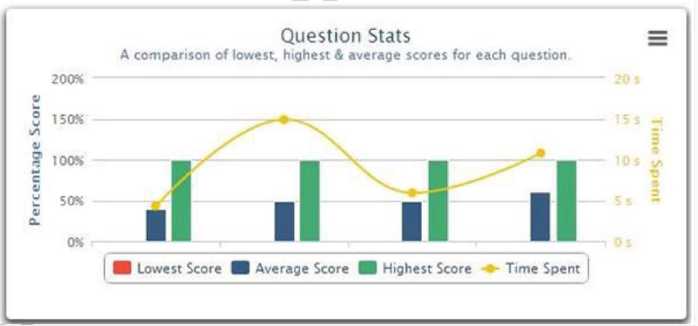 Question Stats
A comparison of lowest, highest & average scores for each question.
Percentage Score
200%
150%
100%
50%
0%
20 s
15 s
10 s
5 s
0 s
Time Spent
Lowest Score Average Score Highest Score Time Spent